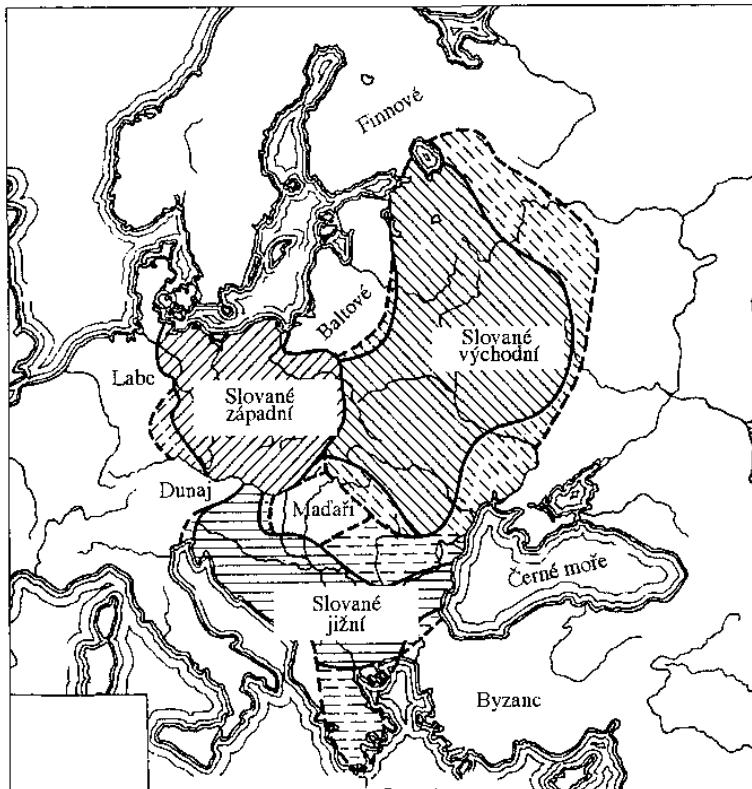 Finnové
Baltové
Slované
východní
Labe
Slované
západní
Dunaj
Maďaři
Černé moře
Slované
jižní
Byzanc